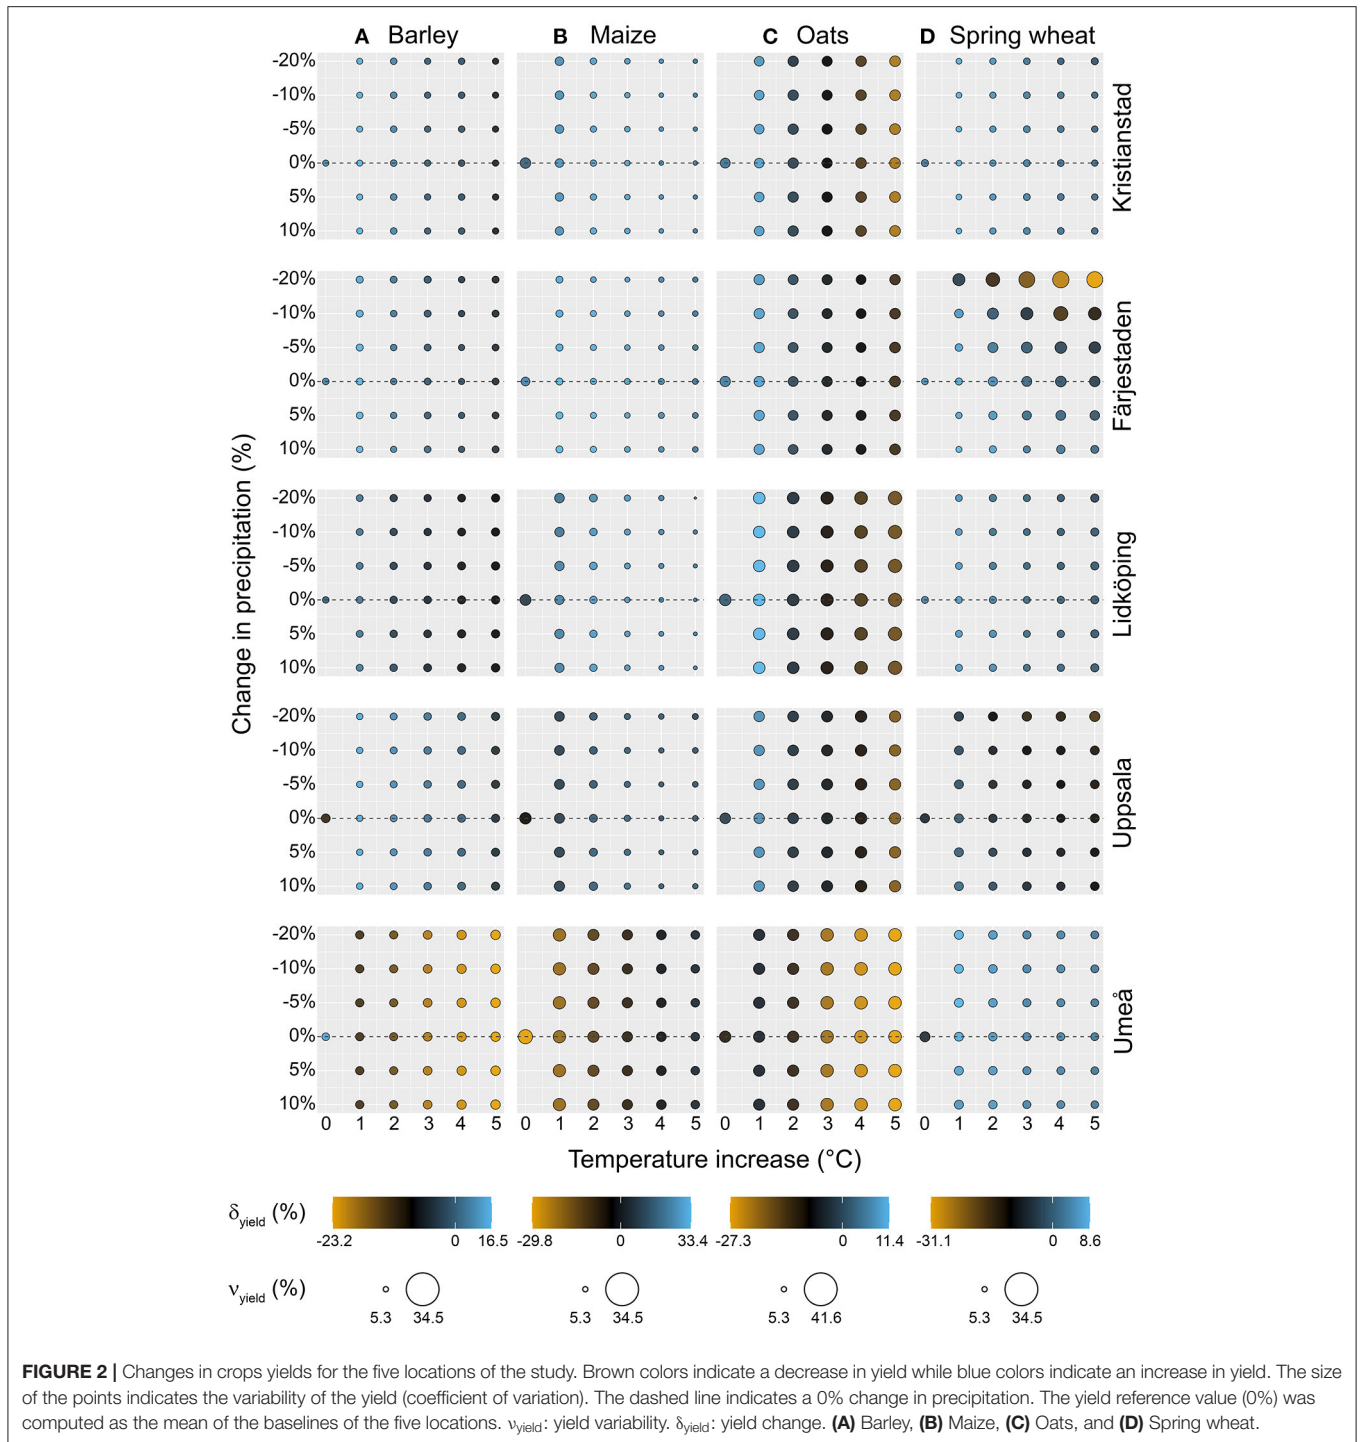 A Barley B Maize C Oats D Spring wheat
-20%
-10%
-5%
0%
5%
10%
Kristianstad
-20%
-10%
-5%
0%
5%
10%
Färjestaden
Change in precipitation (%)
-20%
-10%
-5%
0%
5%
10%
Lidköping
-20%
-10%
-5%
0%
5%
10%
Uppsala
-20%
-10%
-5%
0%
5%
10%
Umeå
0 1 2 3 4 5 0 1 2 3 4 5 0 1 2 3 4 5 0 1 2 3 4 5
Temperature increase (°C)
δyield (%)
-23.2 0 16.5 -29.8 0 33.4 -27.3 0 11.4 -31.1 0 8.6
νyield (%)
5.3 34.5 5.3 34.5 5.3 41.6 5.3 34.5
FIGURE 2 | Changes in crops yields for the five locations of the study. Brown colors indicate a decrease in yield while blue colors indicate an increase in yield. The size
of the points indicates the variability of the yield (coefficient of variation). The dashed line indicates a 0% change in precipitation. The yield reference value (0%) was
computed as the mean of the baselines of the five locations. νyield: yield variability. δyield: yield change. (A) Barley, (B) Maize, (C) Oats, and (D) Spring wheat.